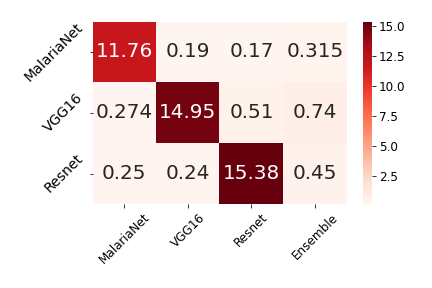 MalariaNet 11.76 0.19 0.17 0.315
VGG16 0.274 14.95 0.51 0.74
Resnet 0.25 0.24 15.38 0.45
MalariaNet VGG16 Resnet Ensemble
15.0
12.5
10.0
7.5
5.0
2.5